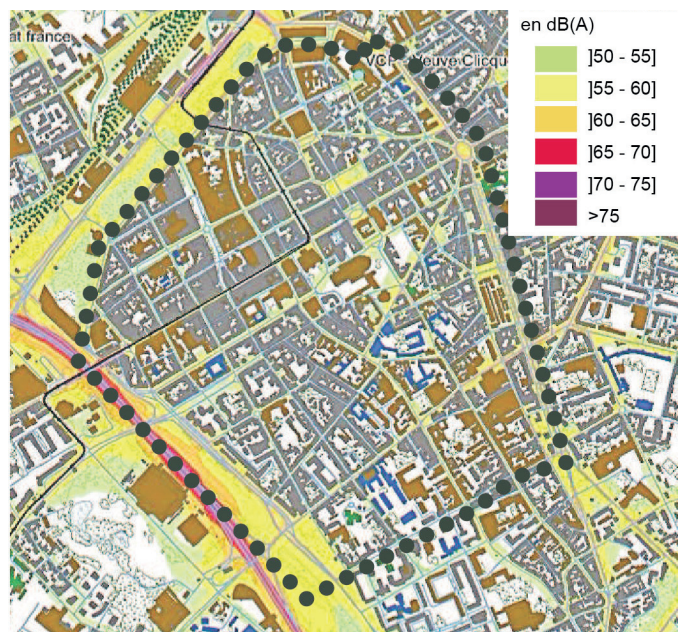 at france
VCP - Veuve Clicqu
en dB(A)
]50 - 55]
]55 - 60]
]60 - 65]
]65 - 70]
]70 - 75]
>75